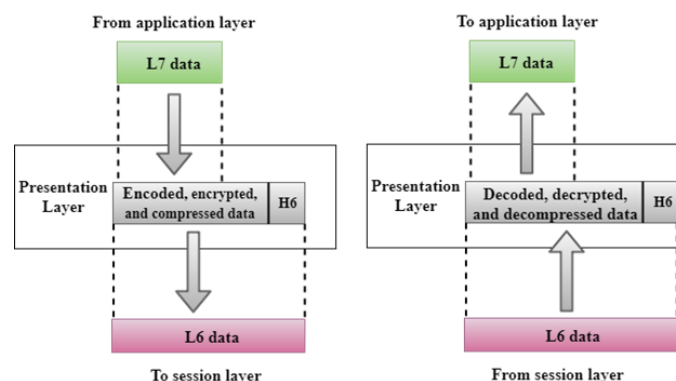 From application layer
L7 data
Presentation
Layer
Encoded, encrypted,
and compressed data
H6
L6 data
To session layer
To application layer
L7 data
Presentation
Layer
Decoded, decrypted,
and decompressed data
H6
L6 data
From session layer